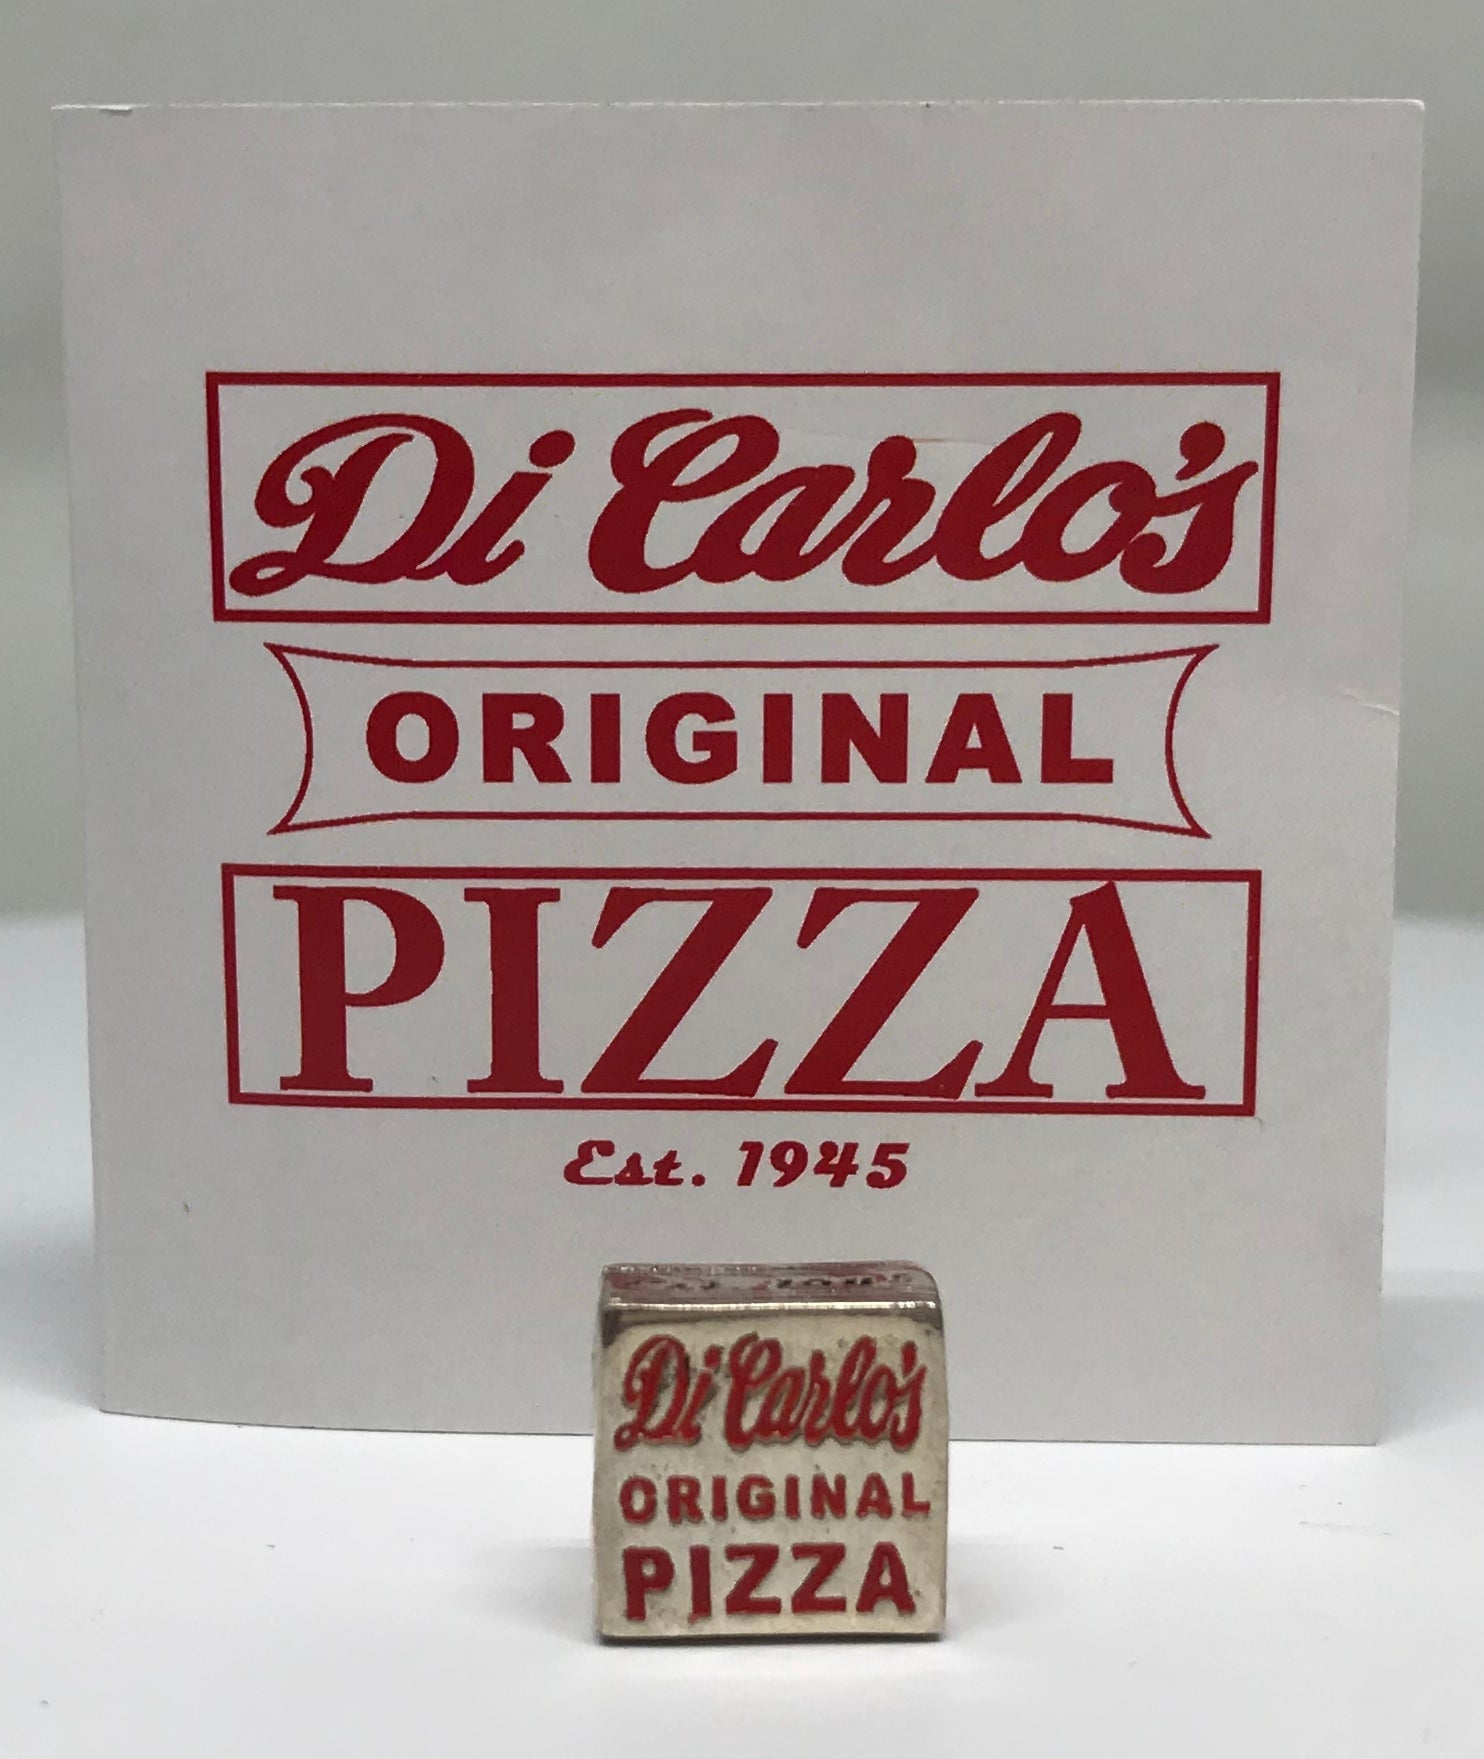 Di Carlo's
ORIGINAL
PIZZA
Est. 1945
Di Carlo's
ORIGINAL
PIZZA